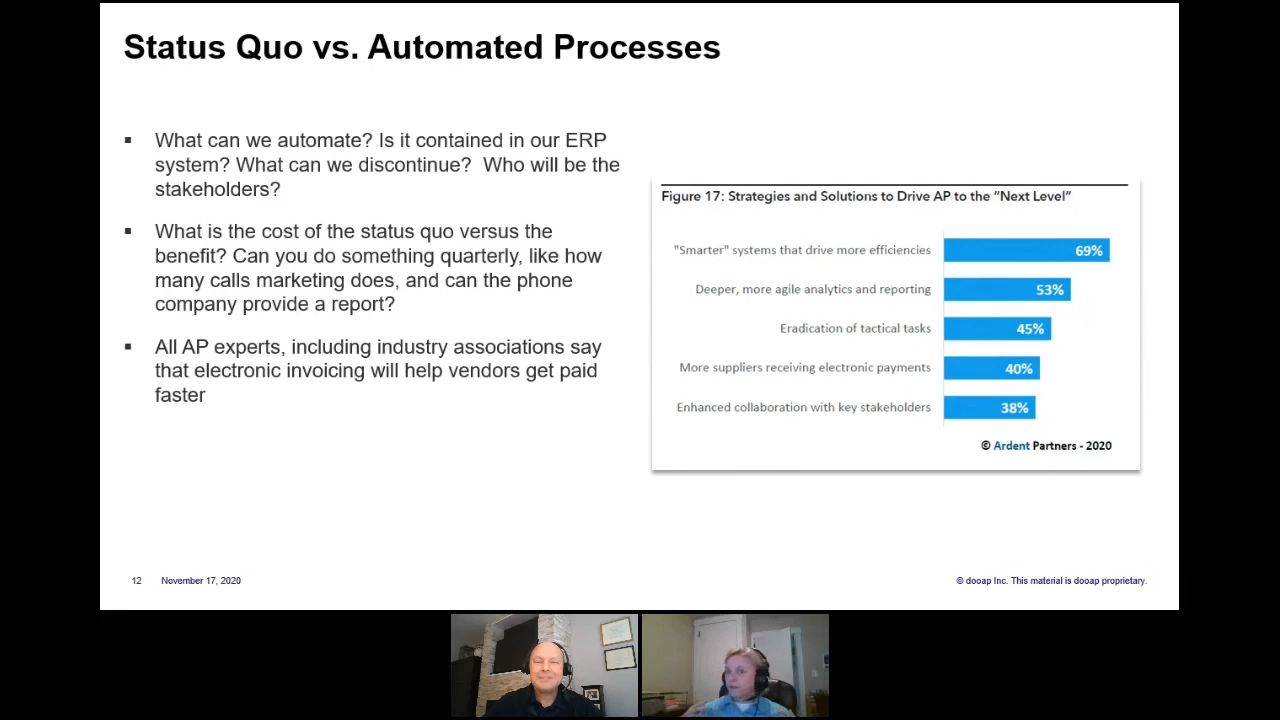 Status Quo vs. Automated Processes
▪ What can we automate? Is it contained in our ERP
system? What can we discontinue?  Who will be the
stakeholders?
▪ What is the cost of the status quo versus the
benefit? Can you do something quarterly, like how
many calls marketing does, and can the phone
company provide a report?
▪ All AP experts, including industry associations say
that electronic invoicing will help vendors get paid
faster
Figure 17: Strategies and Solutions to Drive AP to the "Next Level"
"Smarter" systems that drive more efficiencies 69%
Deeper, more agile analytics and reporting 53%
Eradication of tactical tasks 45%
More suppliers receiving electronic payments 40%
Enhanced collaboration with key stakeholders 38%
© Ardent Partners - 2020
12 November 17, 2020
© dooap Inc. This material is dooap proprietary.